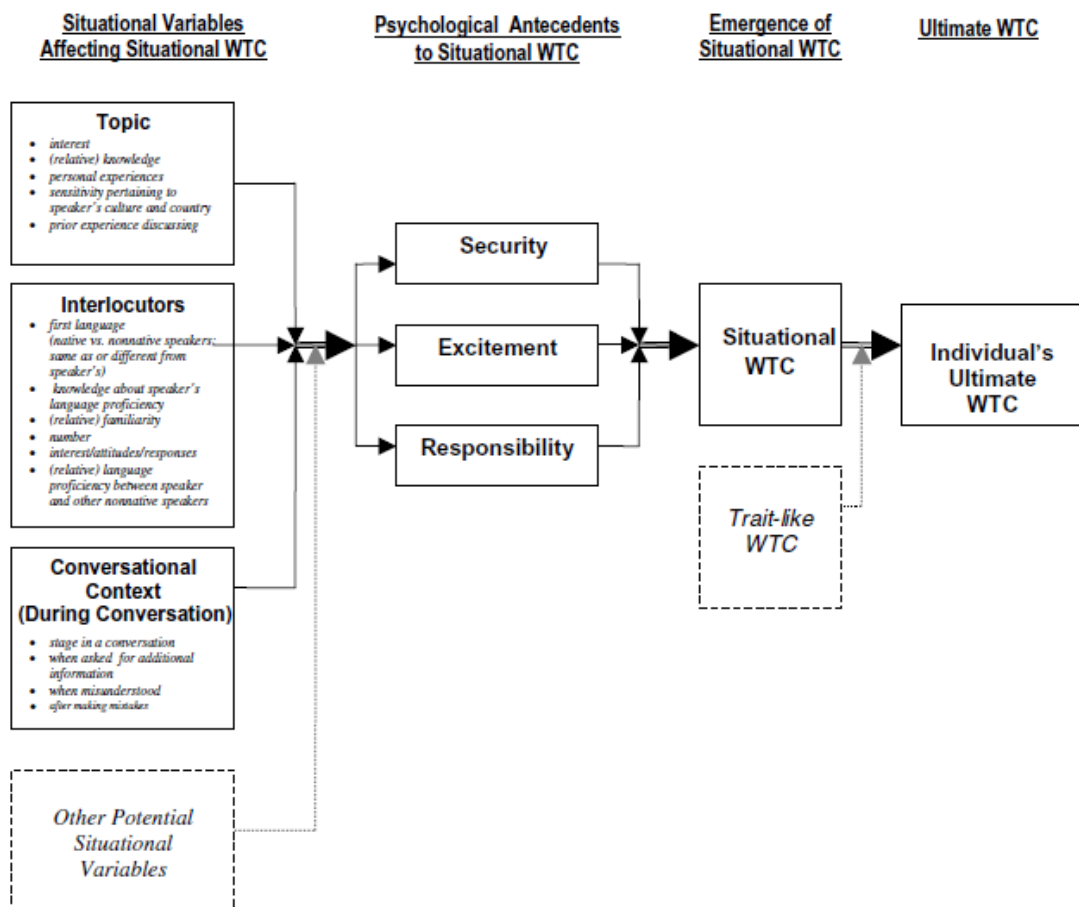 Situational Variables
Affecting Situational WTC
Psychological Antecedents
to Situational WTC
Emergence of
Situational WTC
Ultimate WTC
Topic
• interest
• (relative) knowledge
• personal experiences
• sensitivity pertaining to
speaker's culture and country
• prior experience discussing
Interlocutors
• first language
(native vs. nonnative speakers;
same as or different from
speaker's)
• knowledge about speaker's
language proficiency
• (relative) familiarity
• number
• interest/attitudes/responses
• (relative) language
proficiency between speaker
and other nonnative speakers
Conversational
Context
(During Conversation)
• stage in a conversation
• when asked for additional
information
• when misunderstood
• after making mistakes
Other Potential
Situational
Variables
Security
Excitement
Responsibility
Situational
WTC
Trait-like
WTC
Individual's
Ultimate
WTC